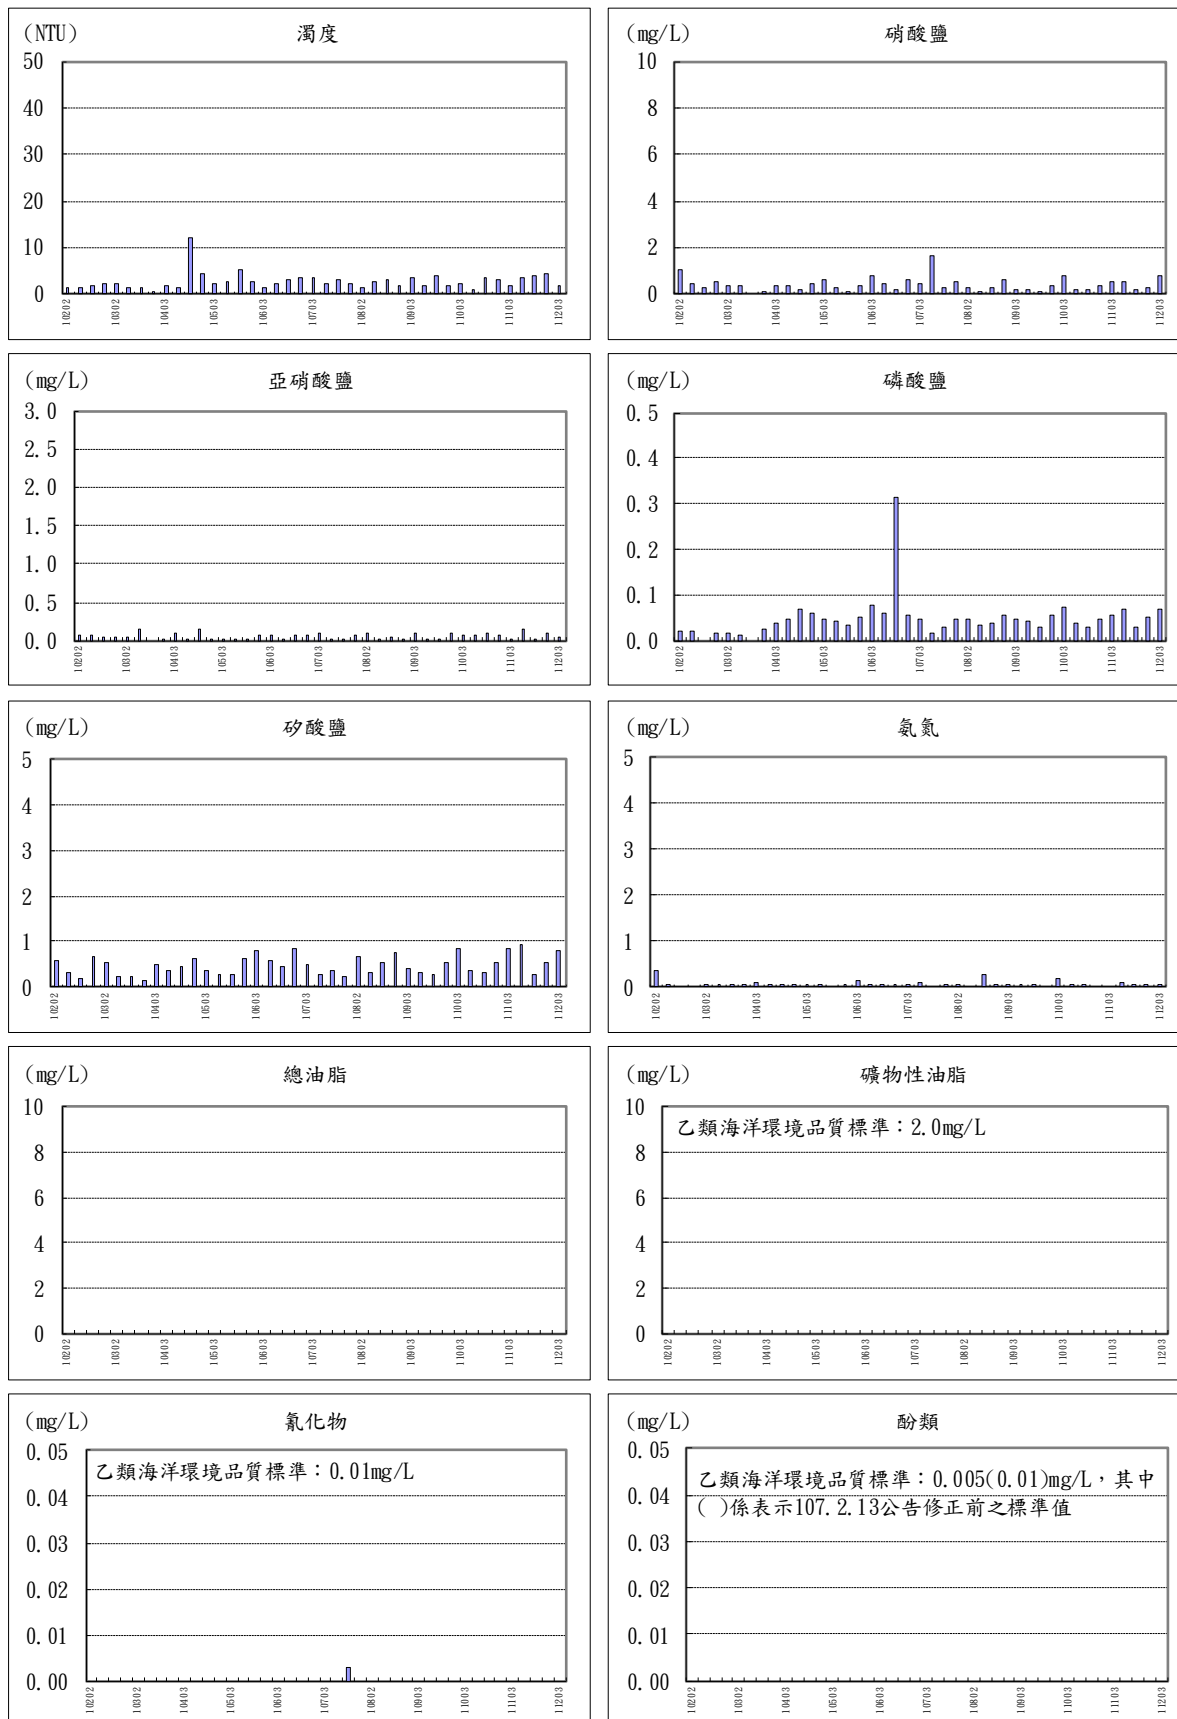 (NTU) 濁度
50
40
30
20
10
0
10202 10302 10403 10503 10603 10703 10802 10903 11003 11103 11203
(mg/L) 硝酸鹽
10
8
6
4
2
0
10202 10302 10403 10503 10603 10703 10802 10903 11003 11103 11203
(mg/L) 亞硝酸鹽
3.0
2.5
2.0
1.5
1.0
0.5
0.0
10202 10302 10403 10503 10603 10703 10802 10903 11003 11103 11203
(mg/L) 磷酸鹽
0.5
0.4
0.3
0.2
0.1
0.0
10202 10302 10403 10503 10603 10703 10802 10903 11003 11103 11203
(mg/L) 矽酸鹽
5
4
3
2
1
0
10202 10302 10403 10503 10603 10703 10802 10903 11003 11103 11203
(mg/L) 氨氮
5
4
3
2
1
0
10202 10302 10403 10503 10603 10703 10802 10903 11003 11103 11203
(mg/L) 總油脂
10
8
6
4
2
0
10202 10302 10403 10503 10603 10703 10802 10903 11003 11103 11203
(mg/L) 礦物性油脂
10
乙類海洋環境品質標準：2.0mg/L
8
6
4
2
0
10202 10302 10403 10503 10603 10703 10802 10903 11003 11103 11203
(mg/L) 氰化物
0.05
乙類海洋環境品質標準：0.01mg/L
0.04
0.03
0.02
0.01
0.00
10202 10302 10403 10503 10603 10703 10802 10903 11003 11103 11203
(mg/L) 酚類
0.05
乙類海洋環境品質標準：0.005(0.01)mg/L，其中
0.04
( )係表示107.2.13公告修正前之標準值
0.03
0.02
0.01
0.00
10202 10302 10403 10503 10603 10703 10802 10903 11003 11103 11203